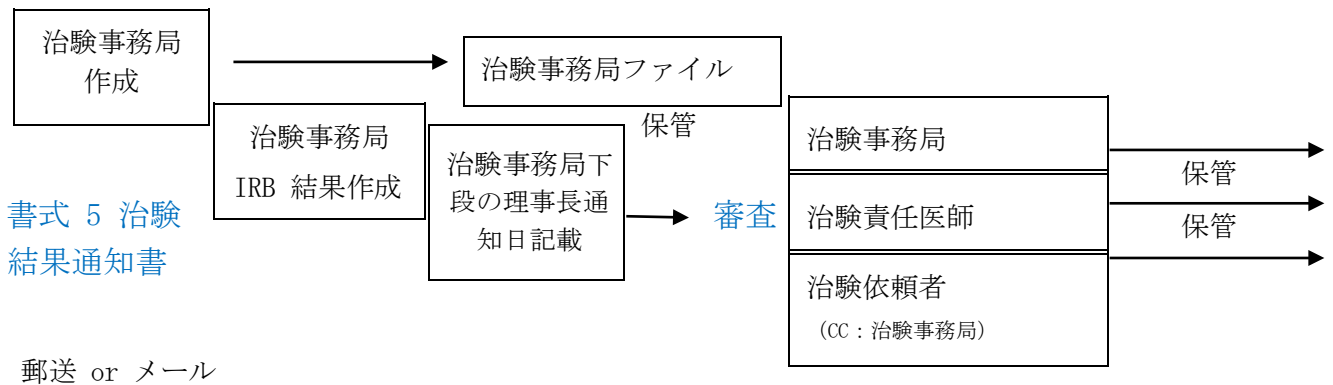 治験事務局
作成
治験事務局ファイル
保管
治験事務局
IRB 結果作成
治験事務局下
段の理事長通
知日記載
書式 5 治験
結果通知書
審査
治験事務局
治験責任医師
治験依頼者
(CC：治験事務局)
保管
保管
郵送 or メール